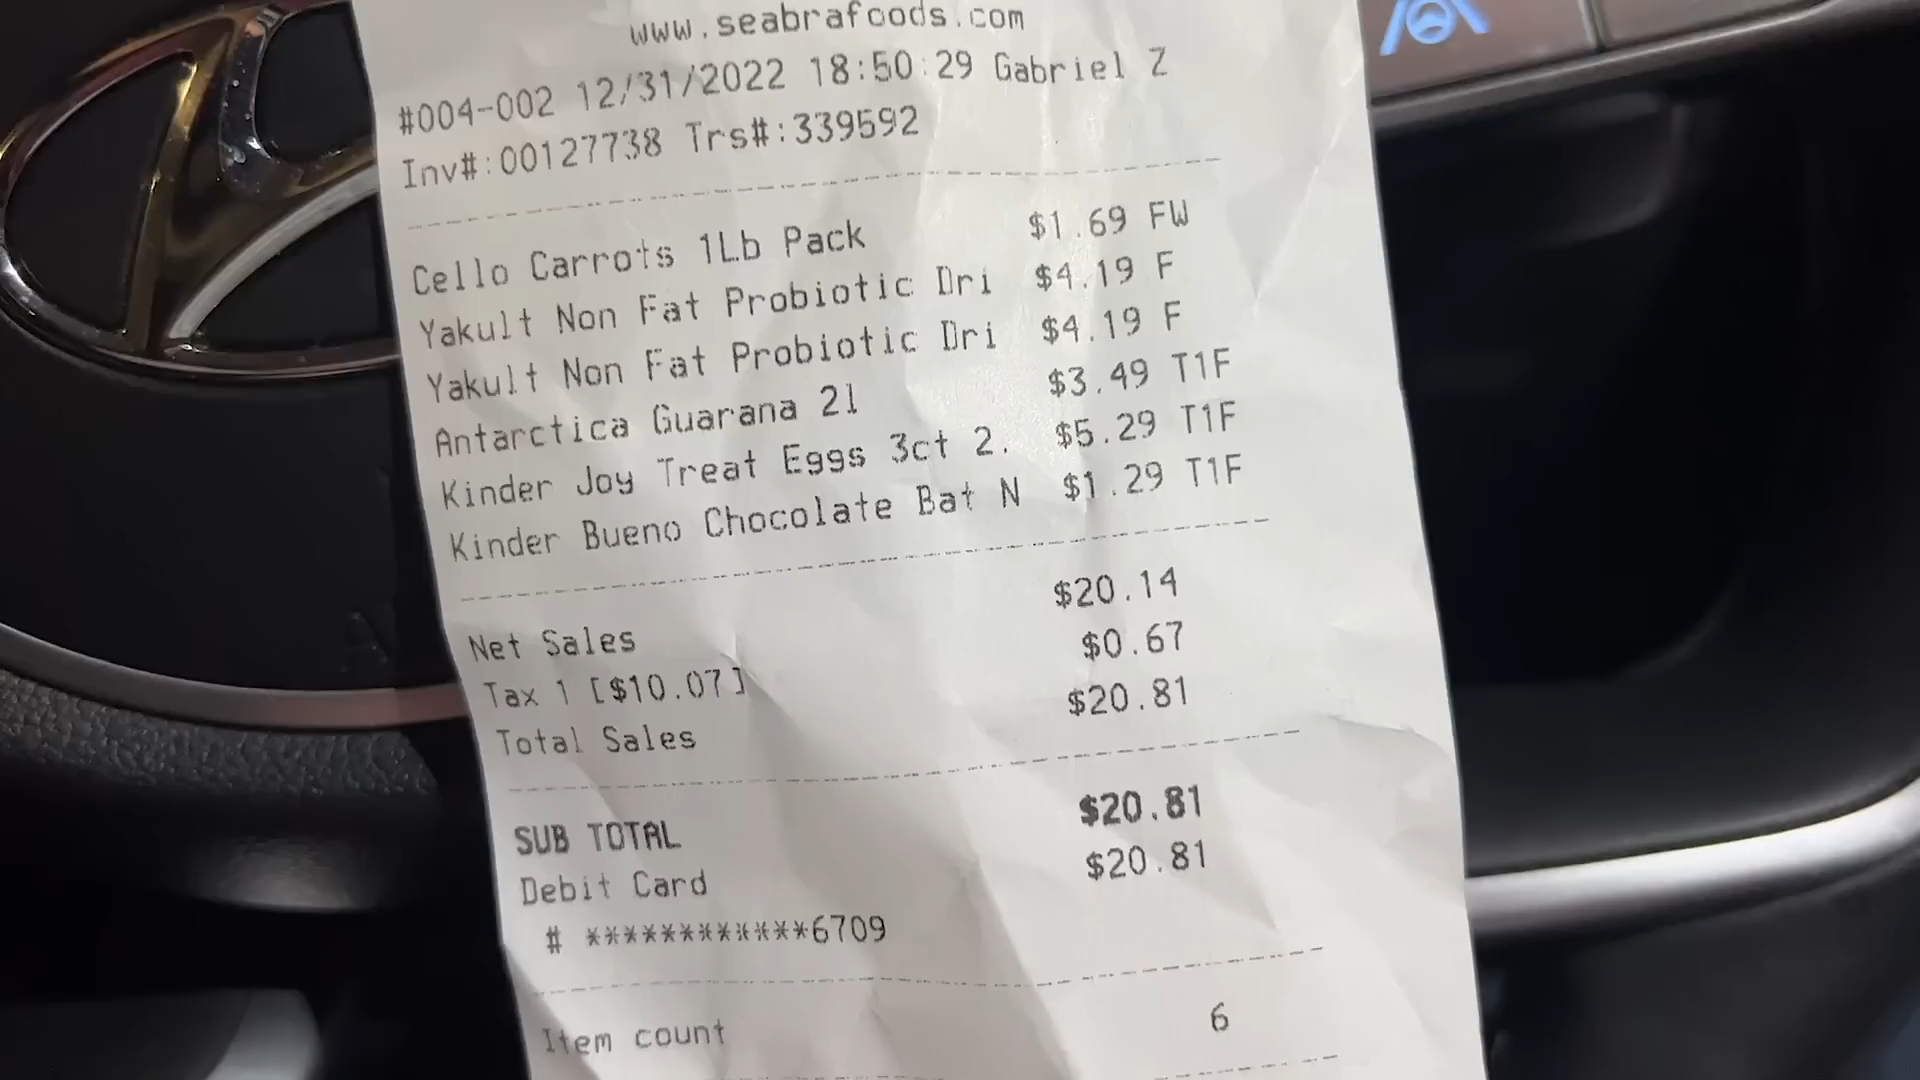 www.seabrafoods.com
#004-002 12/31/2022 18:50:29 Gabriel Z
Inv#:00127738 Trs#:339592
Cello Carrots 1Lb Pack $1.69 FW
Yakult Non Fat Probiotic Dri $4.19 F
Yakult Non Fat Probiotic Dri $4.19 F
Antarctica Guarana 2l $3.49 T1F
Kinder Joy Treat Eggs 3ct 2. $5.29 T1F
Kinder Bueno Chocolate Bat N $1.29 T1F
Net Sales $20.14
Tax 1 [$10.07] $0.67
Total Sales $20.81
SUB TOTAL $20.81
Debit Card $20.81
# ************6709
Item count 6